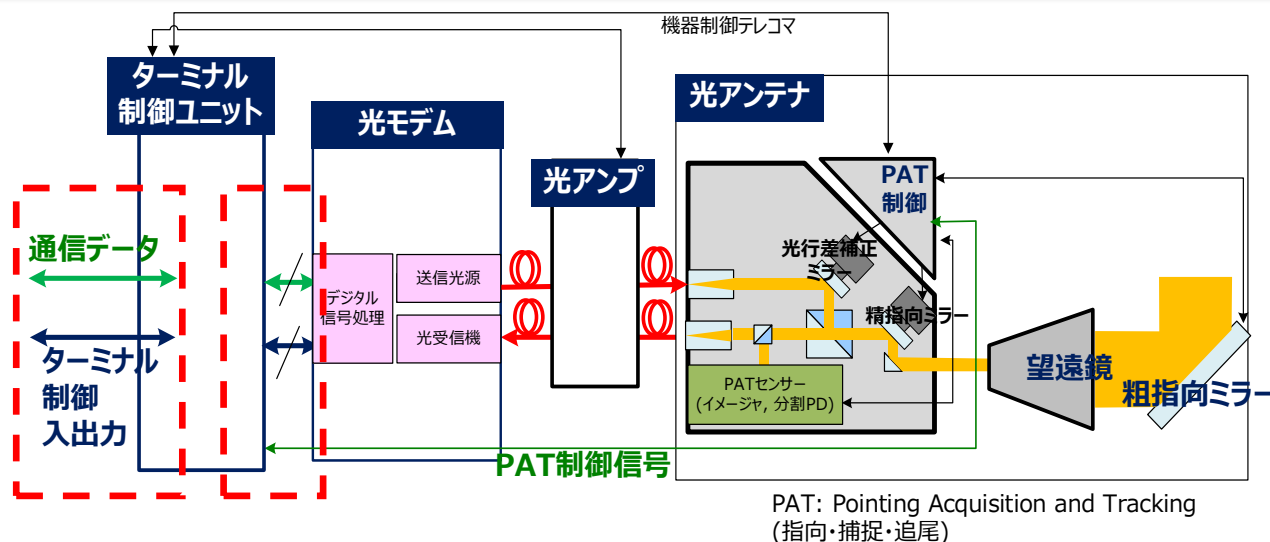 機器制御テレコマ
ターミナル
制御ユニット
光モデム
光アンプ
光アンテナ
PAT
制御
光行差補正
ミラー
精指向ミラー
通信データ
ターミナル
制御
入出力
デジタル
信号処理
送信光源
光受信機
PATセンサー
(イメージャ, 分割PD)
望遠鏡
粗指向ミラー
PAT制御信号
PAT: Pointing Acquisition and Tracking
(指向・捕捉・追尾)